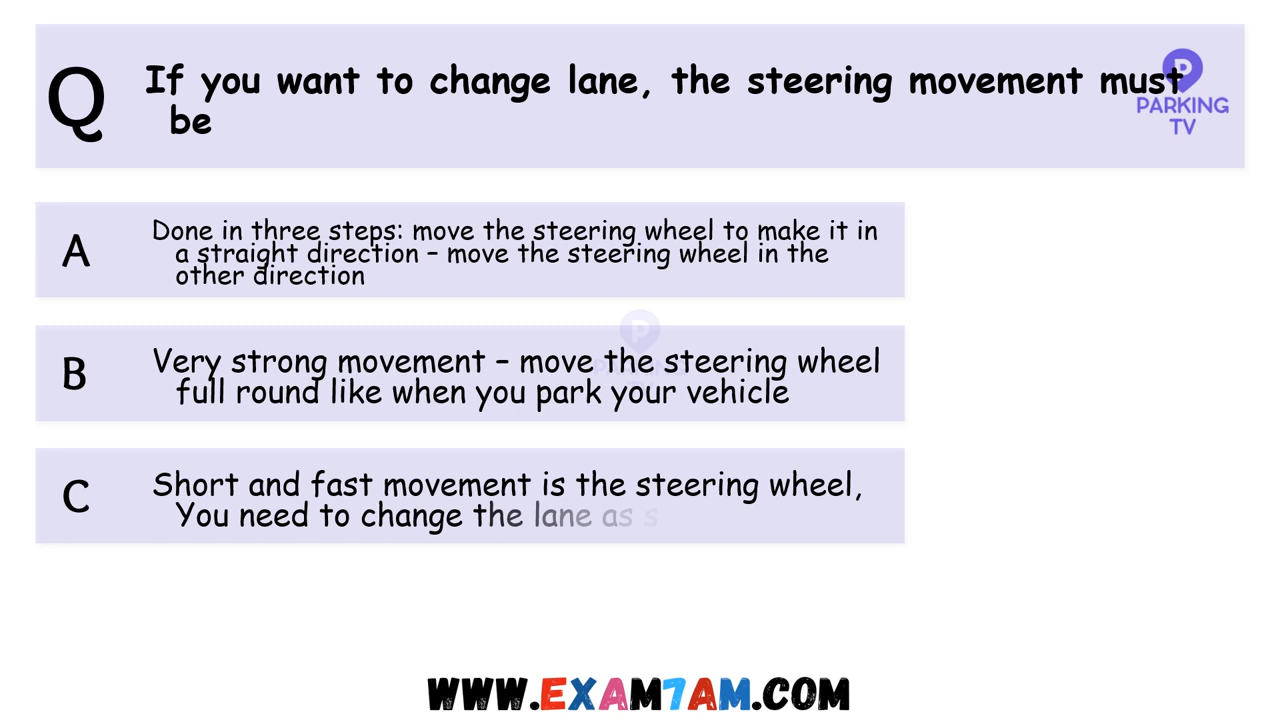 Q
If you want to change lane, the steering movement must
be
PARKING
TV
A
Done in three steps: move the steering wheel to make it in
a straight direction – move the steering wheel in the
other direction
B
Very strong movement – move the steering wheel
full round like when you park your vehicle
C
Short and fast movement is the steering wheel,
You need to change the lane as s
WWW.EXAM7AM.COM